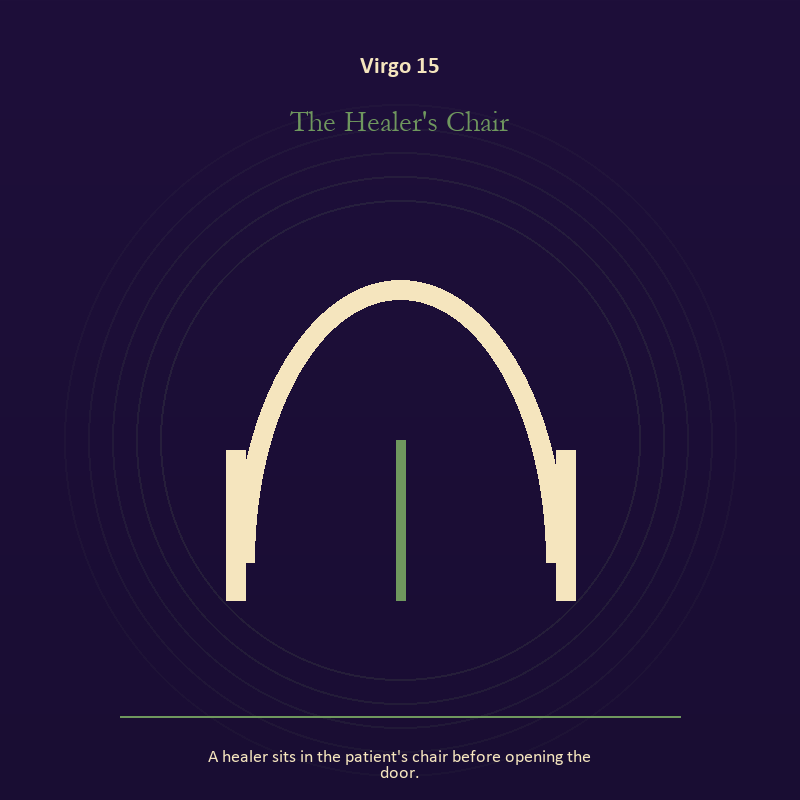 Virgo 15
The Healer's Chair
A healer sits in the patient's chair before opening the
door.